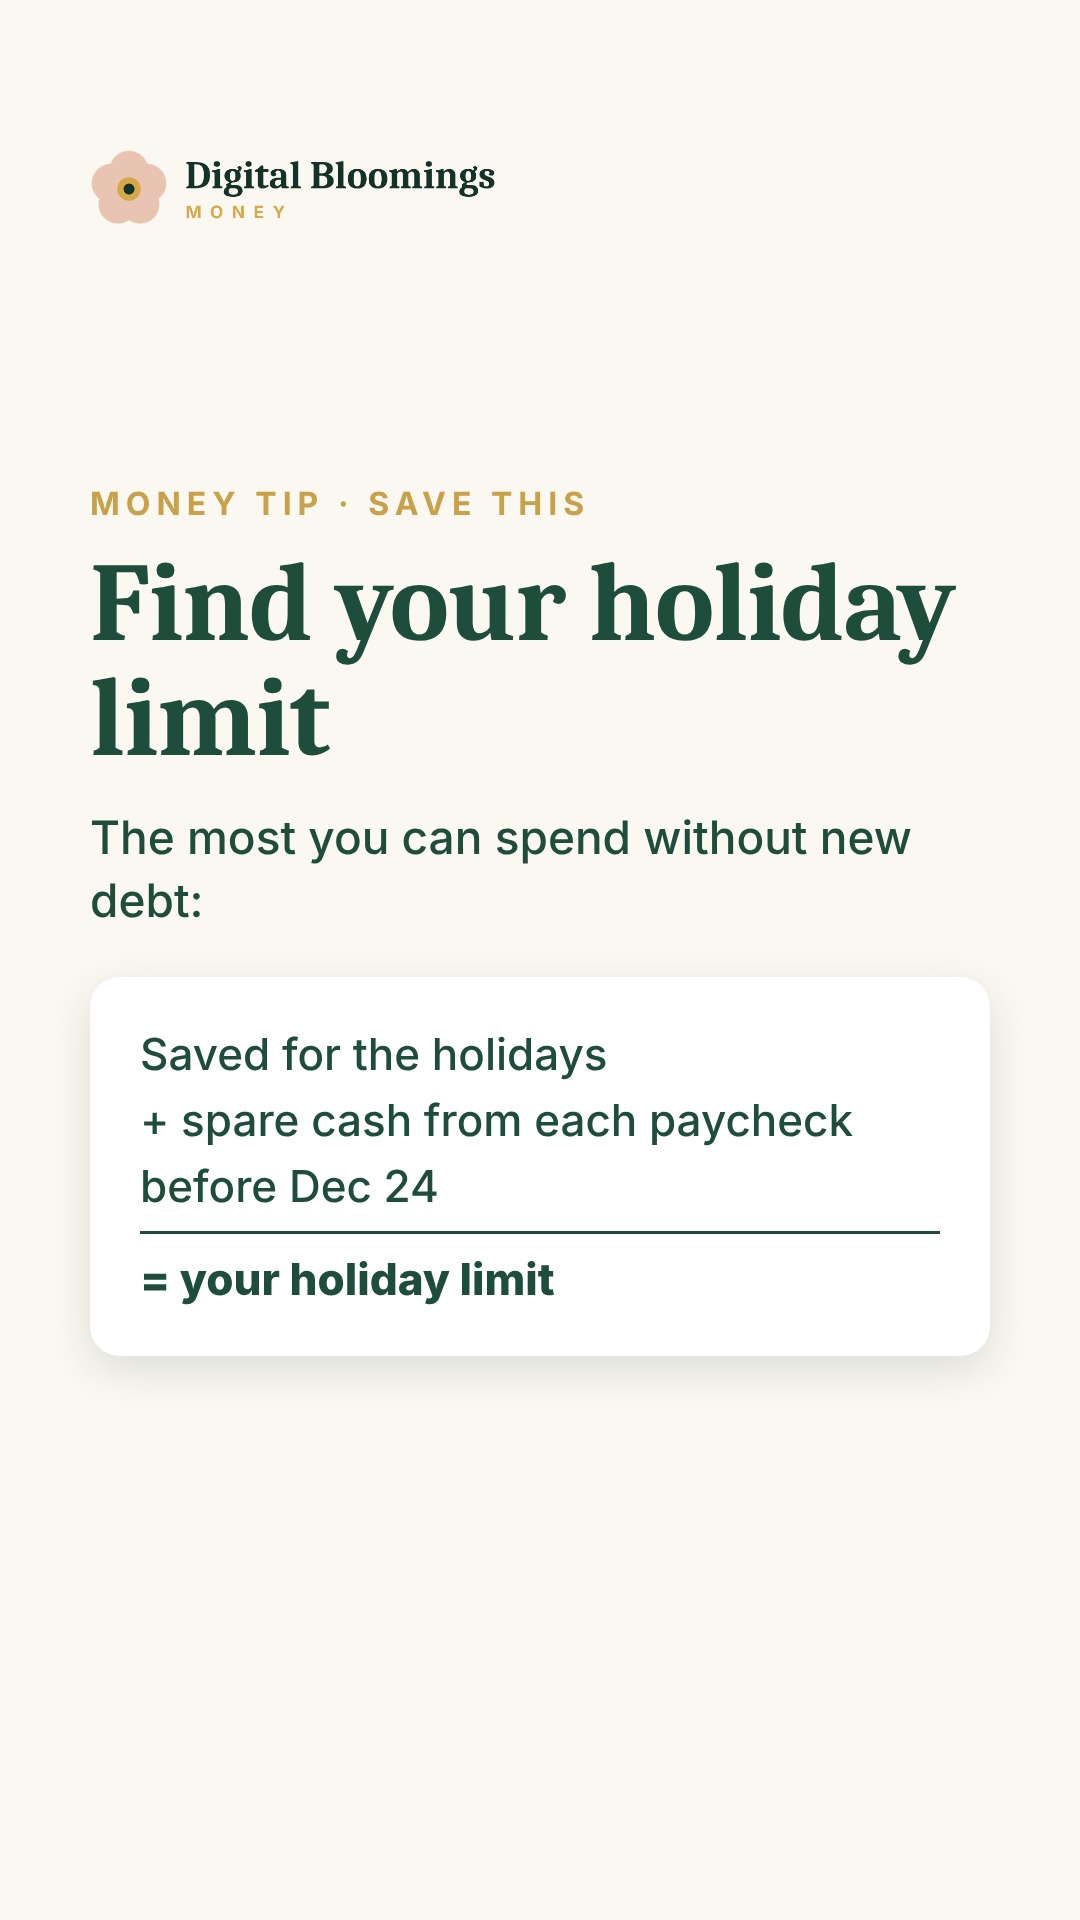 Digital Bloomings
MONEY
MONEY TIP · SAVE THIS
Find your holiday
limit
The most you can spend without new
debt:
Saved for the holidays
+ spare cash from each paycheck
before Dec 24
= your holiday limit